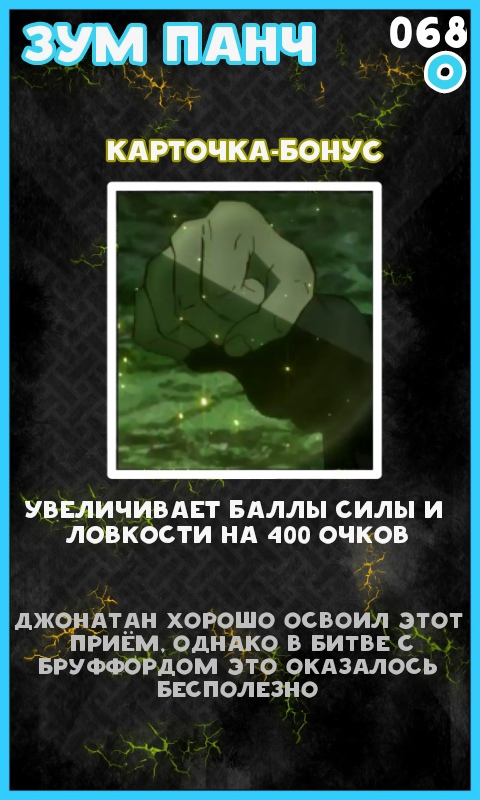 ЗУМ ПАНЧ
068
О
КАРТОЧКА-БОНУС
УВЕЛИЧИВАЕТ БАЛЛЫ СИЛЫ И
ЛОВКОСТИ НА 400 ОЧКОВ
ДЖОНАТАН ХОРОШО ОСВОИЛ ЭТОТ
ПРИЁМ, ОДНАКО В БИТВЕ С
БРУФФОРДОМ ЭТО ОКАЗАЛОСЬ
БЕСПОЛЕЗНО